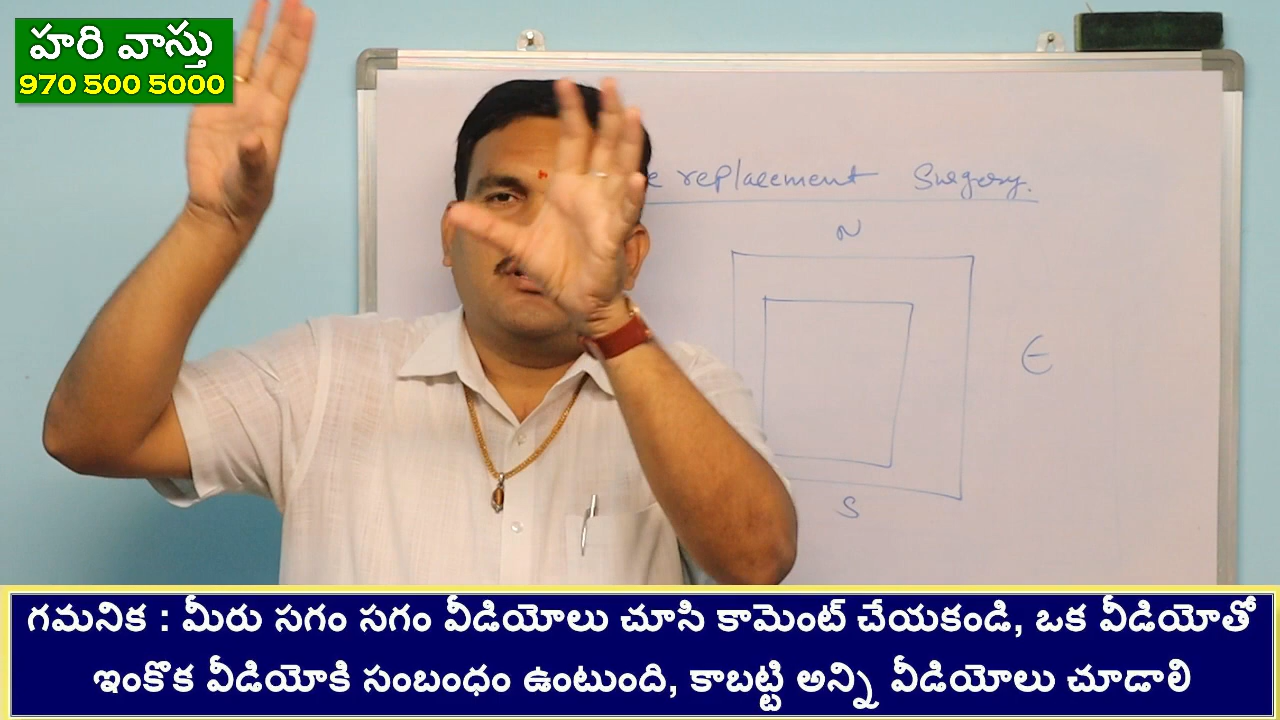 హరి వాస్తు
970 500 5000
replacement Surgery.
N
E
S
గమనిక : మీరు సగం సగం వీడియోలు చూసి కామెంట్ చేయకండి, ఒక వీడియోతో
ఇంకొక వీడియోకి సంబంధం ఉంటుంది, కాబట్టి అన్ని వీడియోలు చూడాలి